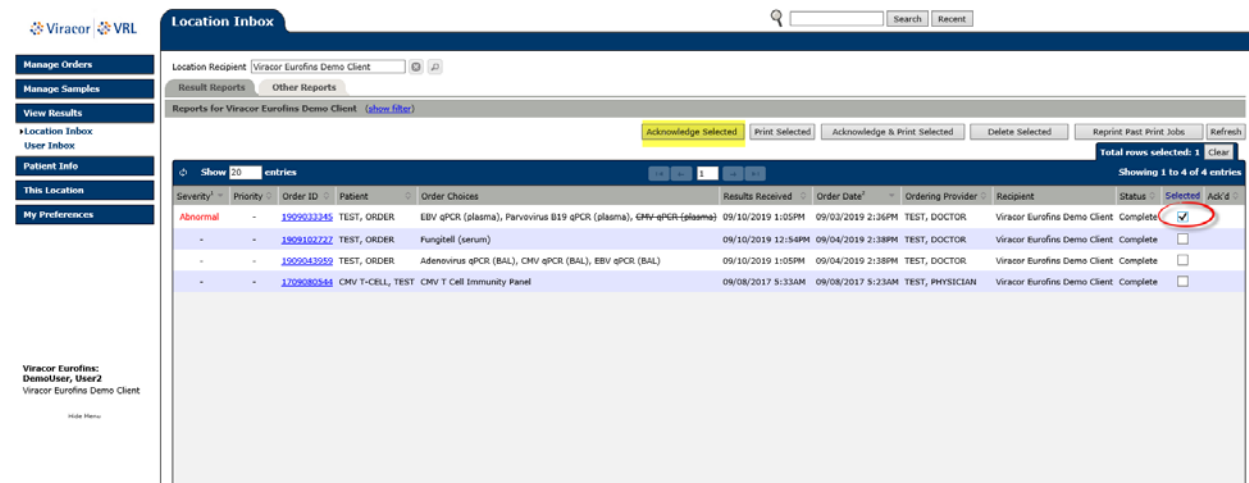 Viracor VRL
Location Inbox
Search Recent
Manage Orders
Manage Samples
View Results
Location Inbox
User Inbox
Patient Info
This Location
My Preferences
Location Recipient Viracor Eurofins Demo Client
Result Reports Other Reports
Reports for Viracor Eurofins Demo Client (show filter)
Acknowledge Selected Print Selected Acknowledge & Print Selected Delete Selected Reprint Past Print Jobs Refresh
Total rows selected: 1 Clear
Show 20 entries 1 Showing 1 to 4 of 4 entries
Severity¹ Priority Order ID Patient Order Choices Results Received Order Date² Ordering Provider Recipient Status Selected Ack'd
Abnormal - 1909033345 TEST, ORDER EBV qPCR (plasma), Parvovirus B19 qPCR (plasma), CMV qPCR (plasma) 09/10/2019 1:05PM 09/03/2019 2:36PM TEST, DOCTOR Viracor Eurofins Demo Client Complete
- - 1909102727 TEST, ORDER Fungitell (serum) 09/10/2019 12:54PM 09/04/2019 2:38PM TEST, DOCTOR Viracor Eurofins Demo Client Complete
- - 1909043959 TEST, ORDER Adenovirus qPCR (BAL), CMV qPCR (BAL), EBV qPCR (BAL) 09/10/2019 1:05PM 09/04/2019 2:38PM TEST, DOCTOR Viracor Eurofins Demo Client Complete
- - 1709080544 CMV T-CELL, TEST CMV T Cell Immunity Panel 09/08/2017 5:33AM 09/08/2017 5:23AM TEST, PHYSICIAN Viracor Eurofins Demo Client Complete
Viracor Eurofins:
DemoUser, User2
Viracor Eurofins Demo Client
Hide Menu